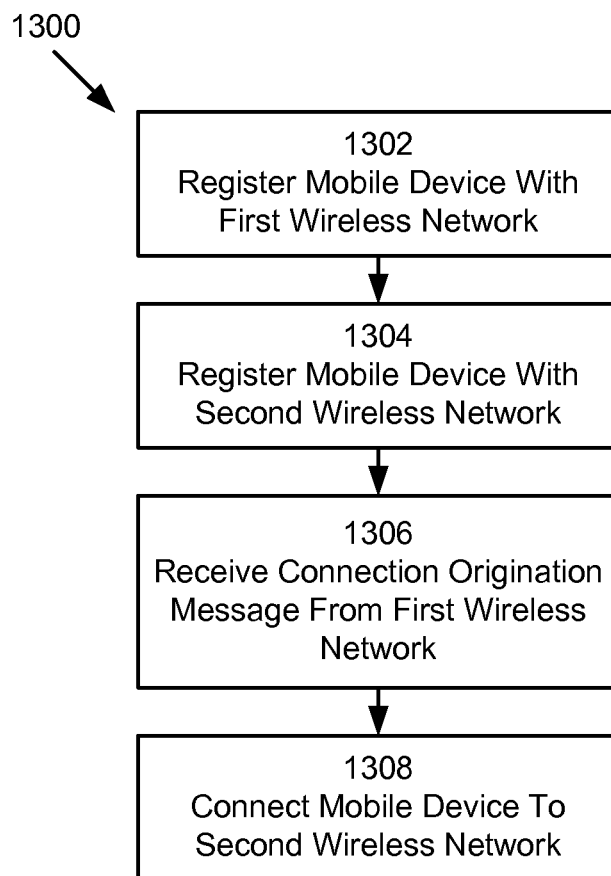 1300
1302
Register Mobile Device With
First Wireless Network
1304
Register Mobile Device With
Second Wireless Network
1306
Receive Connection Origination
Message From First Wireless
Network
1308
Connect Mobile Device To
Second Wireless Network